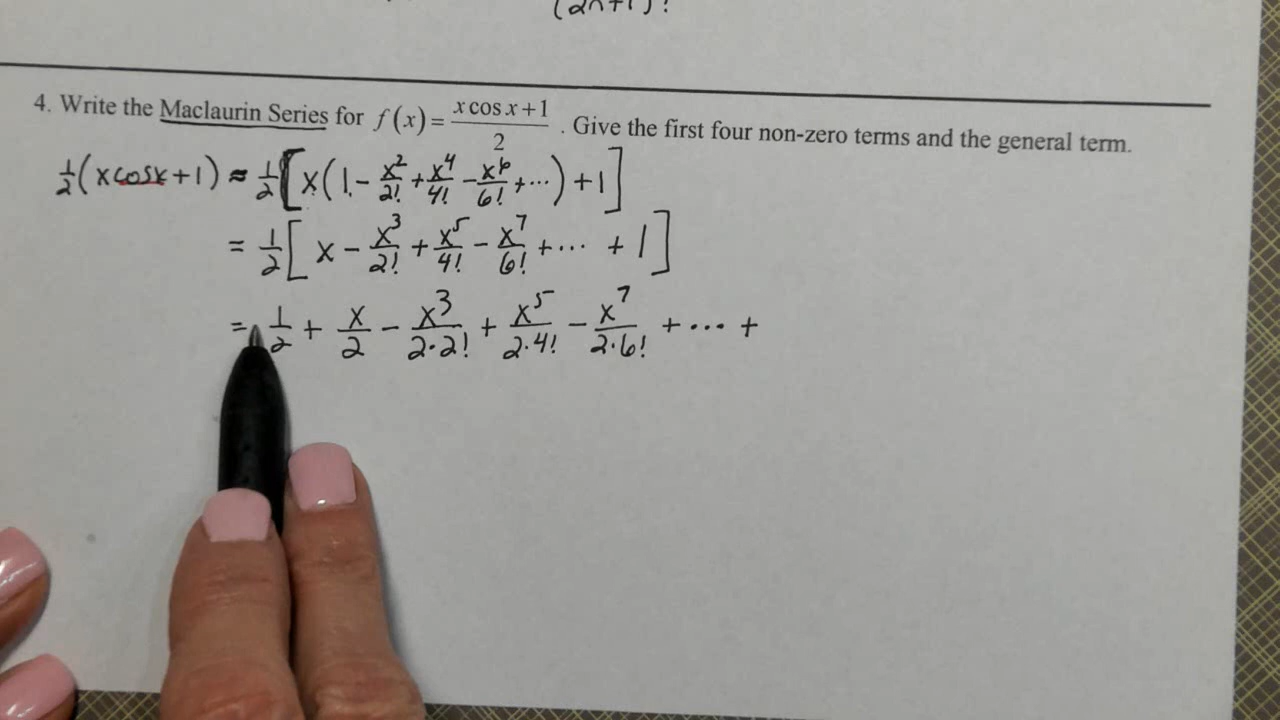 (2n+1)!
4. Write the Maclaurin Series for f(x) = (x cos x + 1)/2 . Give the first four non-zero terms and the general term.
1/2 (x cos x + 1) ≈ 1/2 [ x ( 1 - x²/2! + x⁴/4! - x⁶/6! + ... ) + 1 ]
= 1/2 [ x - x³/2! + x⁵/4! - x⁷/6! + ... + 1 ]
= 1/2 + x/2 - x³/(2·2!) + x⁵/(2·4!) - x⁷/(2·6!) + ... +